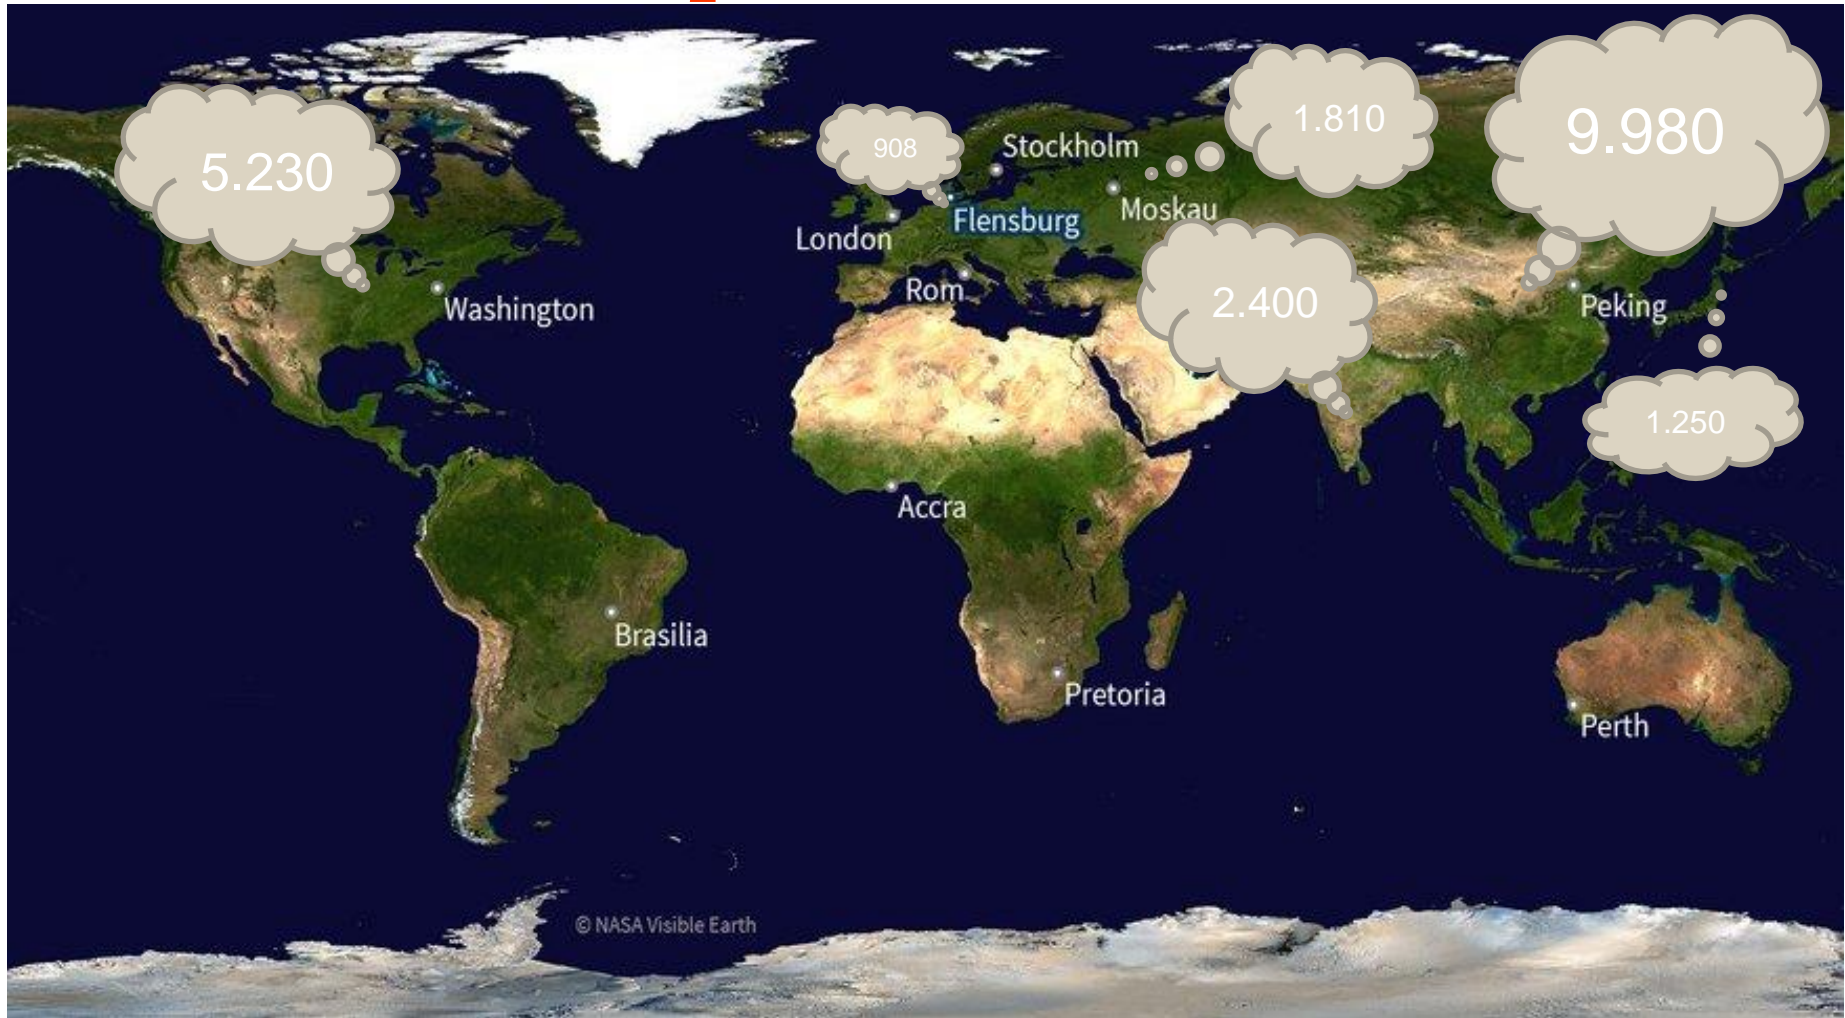 1.810
9.980
5.230
908
Stockholm
Moskau
Flensburg
London
2.400
Rom
Washington
Peking
1.250
Accra
Brasilia
Pretoria
Perth
© NASA Visible Earth